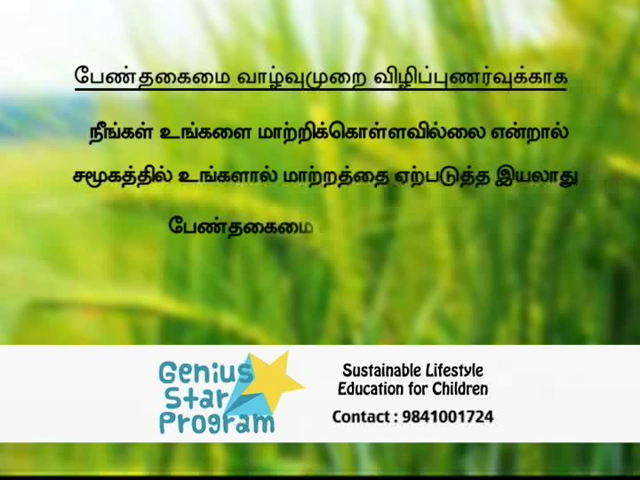 பேண்தகைமை வாழ்வுமுறை விழிப்புணர்வுக்காக
நீங்கள் உங்களை மாற்றிக்கொள்ளவில்லை என்றால்
சமூகத்தில் உங்களால் மாற்றத்தை ஏற்படுத்த இயலாது
பேண்தகைமை
Genius
Star
Program
Sustainable Lifestyle
Education for Children
Contact : 9841001724